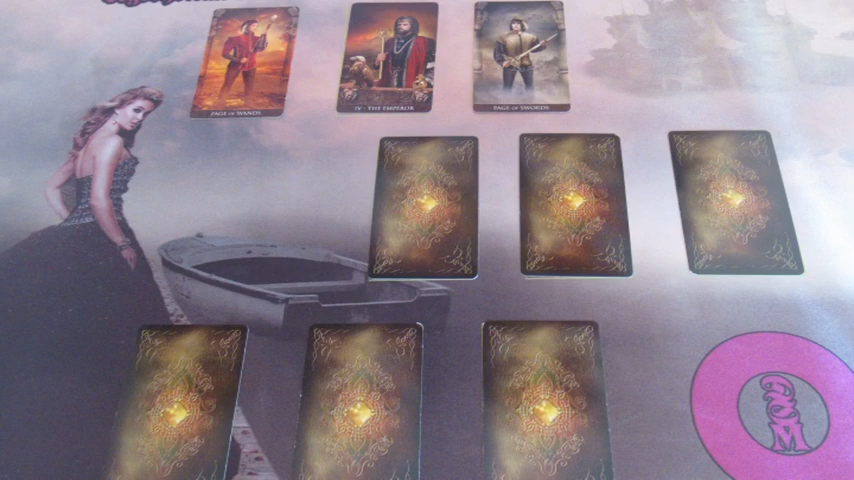 PAGE OF WANDS
IV - THE EMPEROR
PAGE OF SWORDS